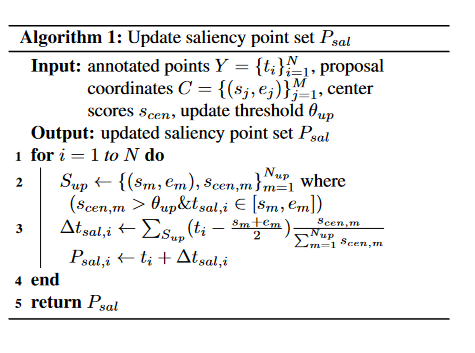 Algorithm 1: Update saliency point set $P_{sal}$
Input: annotated points $Y = \{t_i\}_{i=1}^{N}$, proposal
coordinates $C = \{(s_j, e_j)\}_{j=1}^{M}$, center
scores $s_{cen}$, update threshold $\theta_{up}$
Output: updated saliency point set $P_{sal}$
1 for $i = 1$ to $N$ do
2 $S_{up} \leftarrow \{(s_m, e_m), s_{cen,m}\}_{m=1}^{N_{up}}$ where
$(s_{cen,m} > \theta_{up} \& t_{sal,i} \in [s_m, e_m])$
3 $\Delta t_{sal,i} \leftarrow \sum_{S_{up}} (t_i - \frac{s_m + e_m}{2}) \frac{s_{cen,m}}{\sum_{m=1}^{N_{up}} s_{cen,m}}$
$P_{sal,i} \leftarrow t_i + \Delta t_{sal,i}$
4 end
5 return $P_{sal}$